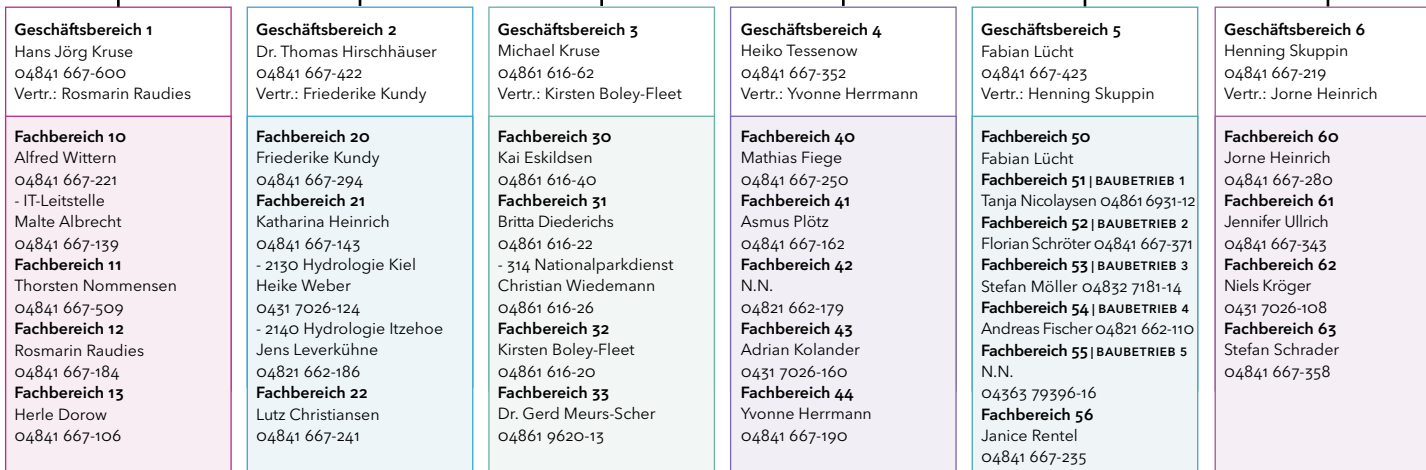 Geschäftsbereich 1
Hans Jörg Kruse
04841 667-600
Vertr.: Rosmarin Raudies
Fachbereich 10
Alfred Wittern
04841 667-221
- IT-Leitstelle
Malte Albrecht
04841 667-139
Fachbereich 11
Thorsten Nommensen
04841 667-509
Fachbereich 12
Rosmarin Raudies
04841 667-184
Fachbereich 13
Herle Dorow
04841 667-106
Geschäftsbereich 2
Dr. Thomas Hirschhäuser
04841 667-422
Vertr.: Friederike Kundy
Fachbereich 20
Friederike Kundy
04841 667-294
Fachbereich 21
Katharina Heinrich
04841 667-143
- 2130 Hydrologie Kiel
Heike Weber
0431 7026-124
- 2140 Hydrologie Itzehoe
Jens Leverkühne
04821 662-186
Fachbereich 22
Lutz Christiansen
04841 667-241
Geschäftsbereich 3
Michael Kruse
04861 616-62
Vertr.: Kirsten Boley-Fleet
Fachbereich 30
Kai Eskildsen
04861 616-40
Fachbereich 31
Britta Diederichs
04861 616-22
- 314 Nationalparkdienst
Christian Wiedemann
04861 616-26
Fachbereich 32
Kirsten Boley-Fleet
04861 616-20
Fachbereich 33
Dr. Gerd Meurs-Scher
04861 9620-13
Geschäftsbereich 4
Heiko Tessenow
04841 667-352
Vertr.: Yvonne Herrmann
Fachbereich 40
Mathias Fiege
04841 667-250
Fachbereich 41
Asmus Plötz
04841 667-162
Fachbereich 42
N.N.
04821 662-179
Fachbereich 43
Adrian Kolander
0431 7026-160
Fachbereich 44
Yvonne Herrmann
04841 667-190
Geschäftsbereich 5
Fabian Lücht
04841 667-423
Vertr.: Henning Skuppin
Fachbereich 50
Fabian Lücht
Fachbereich 51 | BAUBETRIEB 1
Tanja Nicolaysen 04861 6931-12
Fachbereich 52 | BAUBETRIEB 2
Florian Schröter 04841 667-371
Fachbereich 53 | BAUBETRIEB 3
Stefan Möller 04832 7181-14
Fachbereich 54 | BAUBETRIEB 4
Andreas Fischer 04821 662-110
Fachbereich 55 | BAUBETRIEB 5
N.N.
04363 79396-16
Fachbereich 56
Janice Rentel
04841 667-235
Geschäftsbereich 6
Henning Skuppin
04841 667-219
Vertr.: Jorne Heinrich
Fachbereich 60
Jorne Heinrich
04841 667-280
Fachbereich 61
Jennifer Ullrich
04841 667-343
Fachbereich 62
Niels Kröger
0431 7026-108
Fachbereich 63
Stefan Schrader
04841 667-358